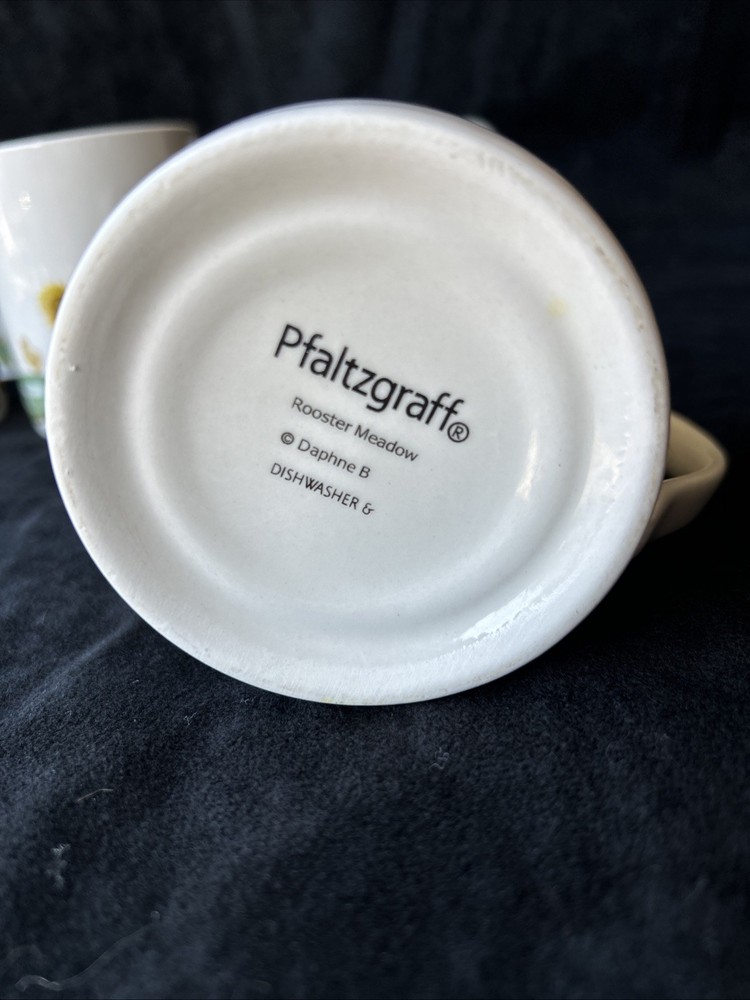 Pfaltzgraff®
Rooster Meadow
© Daphne B
DISHWASHER &